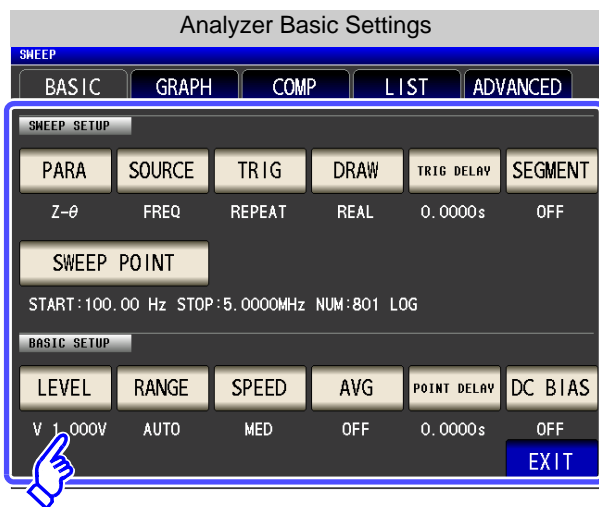 Analyzer Basic Settings
SWEEP
BASIC GRAPH COMP LIST ADVANCED
SWEEP SETUP
PARA SOURCE TRIG DRAW TRIG DELAY SEGMENT
Z-θ FREQ REPEAT REAL 0.0000s OFF
SWEEP POINT
START:100.00 Hz STOP:5.0000MHz NUM:801 LOG
BASIC SETUP
LEVEL RANGE SPEED AVG POINT DELAY DC BIAS
V 1.000V AUTO MED OFF 0.0000s OFF
EXIT